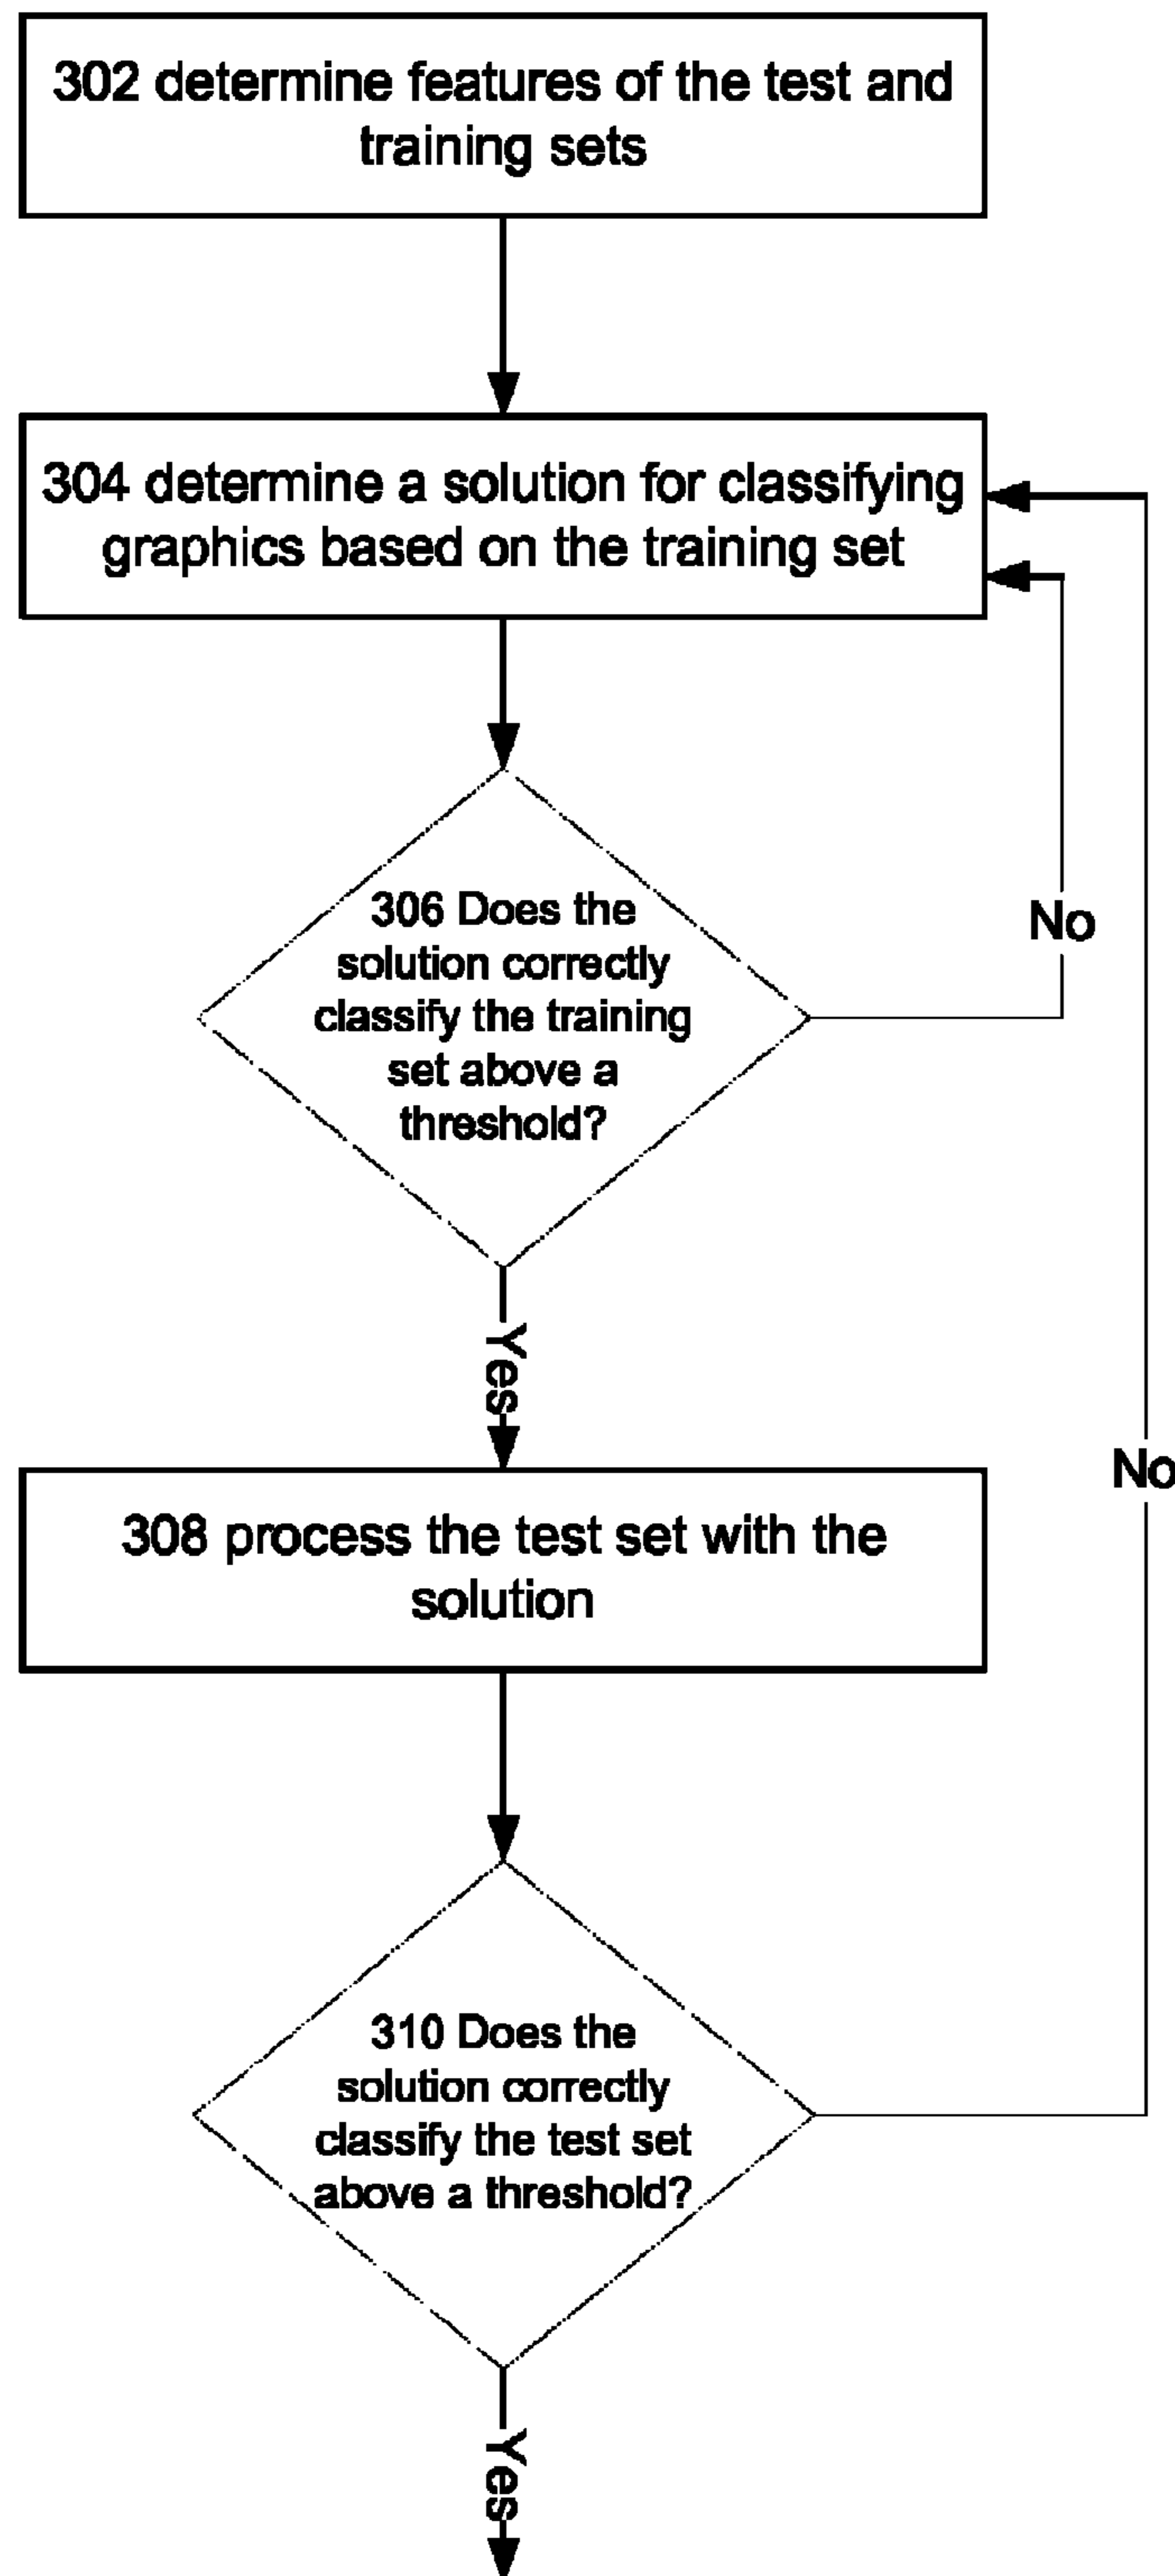 302 determine features of the test and
training sets
304 determine a solution for classifying
graphics based on the training set
306 Does the
solution correctly
classify the training
set above a
threshold?
No
Yes
308 process the test set with the
solution
No
310 Does the
solution correctly
classify the test set
above a threshold?
Yes